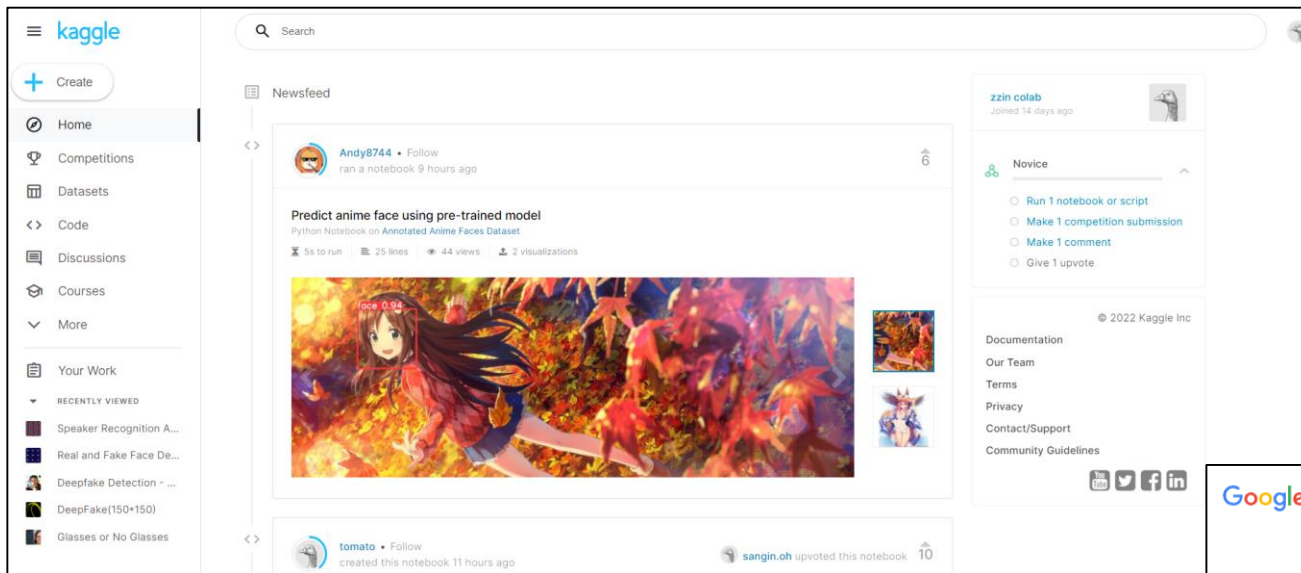 kaggle
Search
Create
Home
Competitions
Datasets
Code
Discussions
Courses
More
Your Work
RECENTLY VIEWED
Speaker Recognition A...
Real and Fake Face De...
Deepfake Detection - ...
DeepFake(150*150)
Glasses or No Glasses
Newsfeed
Andy8744 • Follow
ran a notebook 9 hours ago
6
Predict anime face using pre-trained model
Python Notebook on Annotated Anime Faces Dataset
5s to run 25 lines 44 views 2 visualizations
face 0.94
tomato • Follow
created this notebook 11 hours ago
sangin.oh upvoted this notebook 10
zzin colab
Joined 14 days ago
Novice
Run 1 notebook or script
Make 1 competition submission
Make 1 comment
Give 1 upvote
© 2022 Kaggle Inc
Documentation
Our Team
Terms
Privacy
Contact/Support
Community Guidelines
You Tube
Google